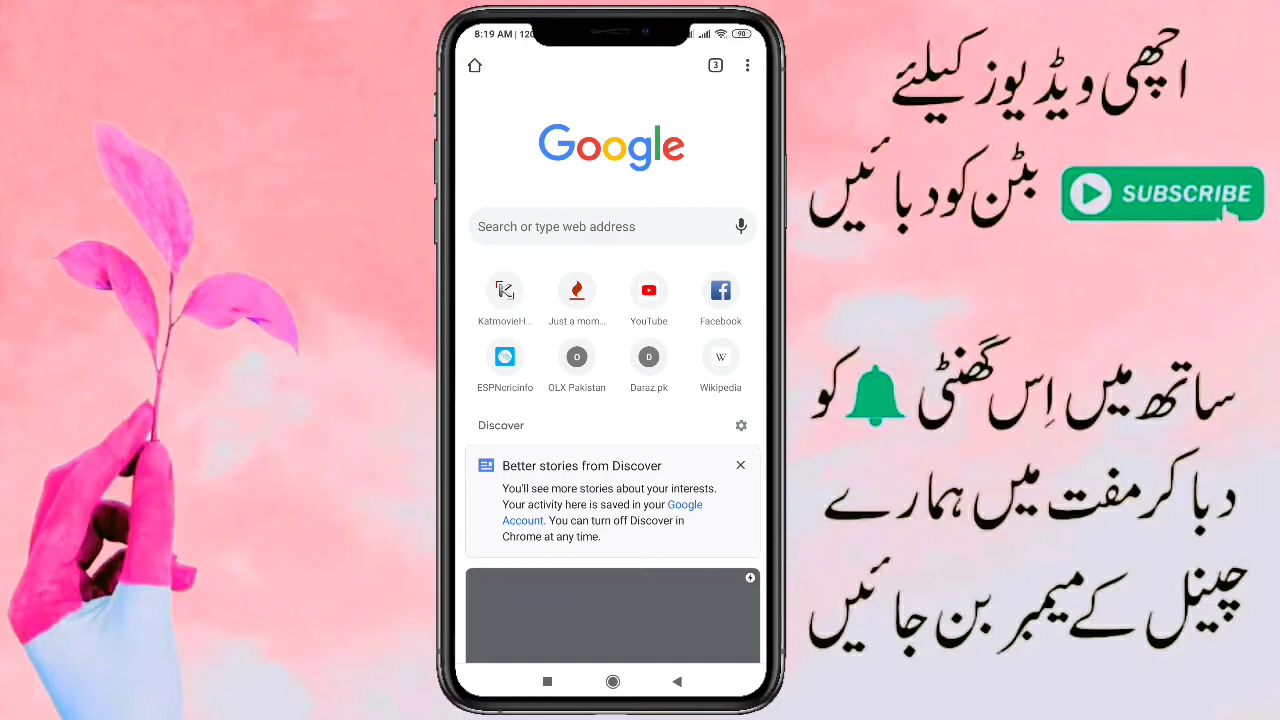 8:19 AM | 120
90
3
Google
Search or type web address
KatmovieH...
Just a mom...
YouTube
Facebook
ESPNcricinfo
O
OLX Pakistan
D
Daraz.pk
W
Wikipedia
Discover
Better stories from Discover
You'll see more stories about your interests.
Your activity here is saved in your Google
Account. You can turn off Discover in
Chrome at any time.
اچھی ویڈیوز کیلئے
بٹن کو دبائیں
SUBSCRIBE
ساتھ میں اِس گھنٹی کو
دبا کر مفت میں ہمارے
چینل کے میمبر بن جائیں